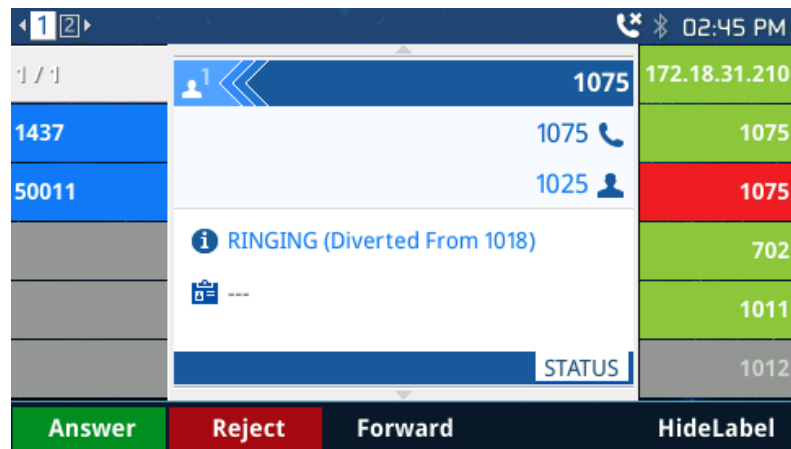 1 2 02:45 PM
1 / 1
1437
50011
1 1075
1075
1025
RINGING (Diverted From 1018)
---
STATUS
172.18.31.210
1075
1075
702
1011
1012
Answer Reject Forward HideLabel